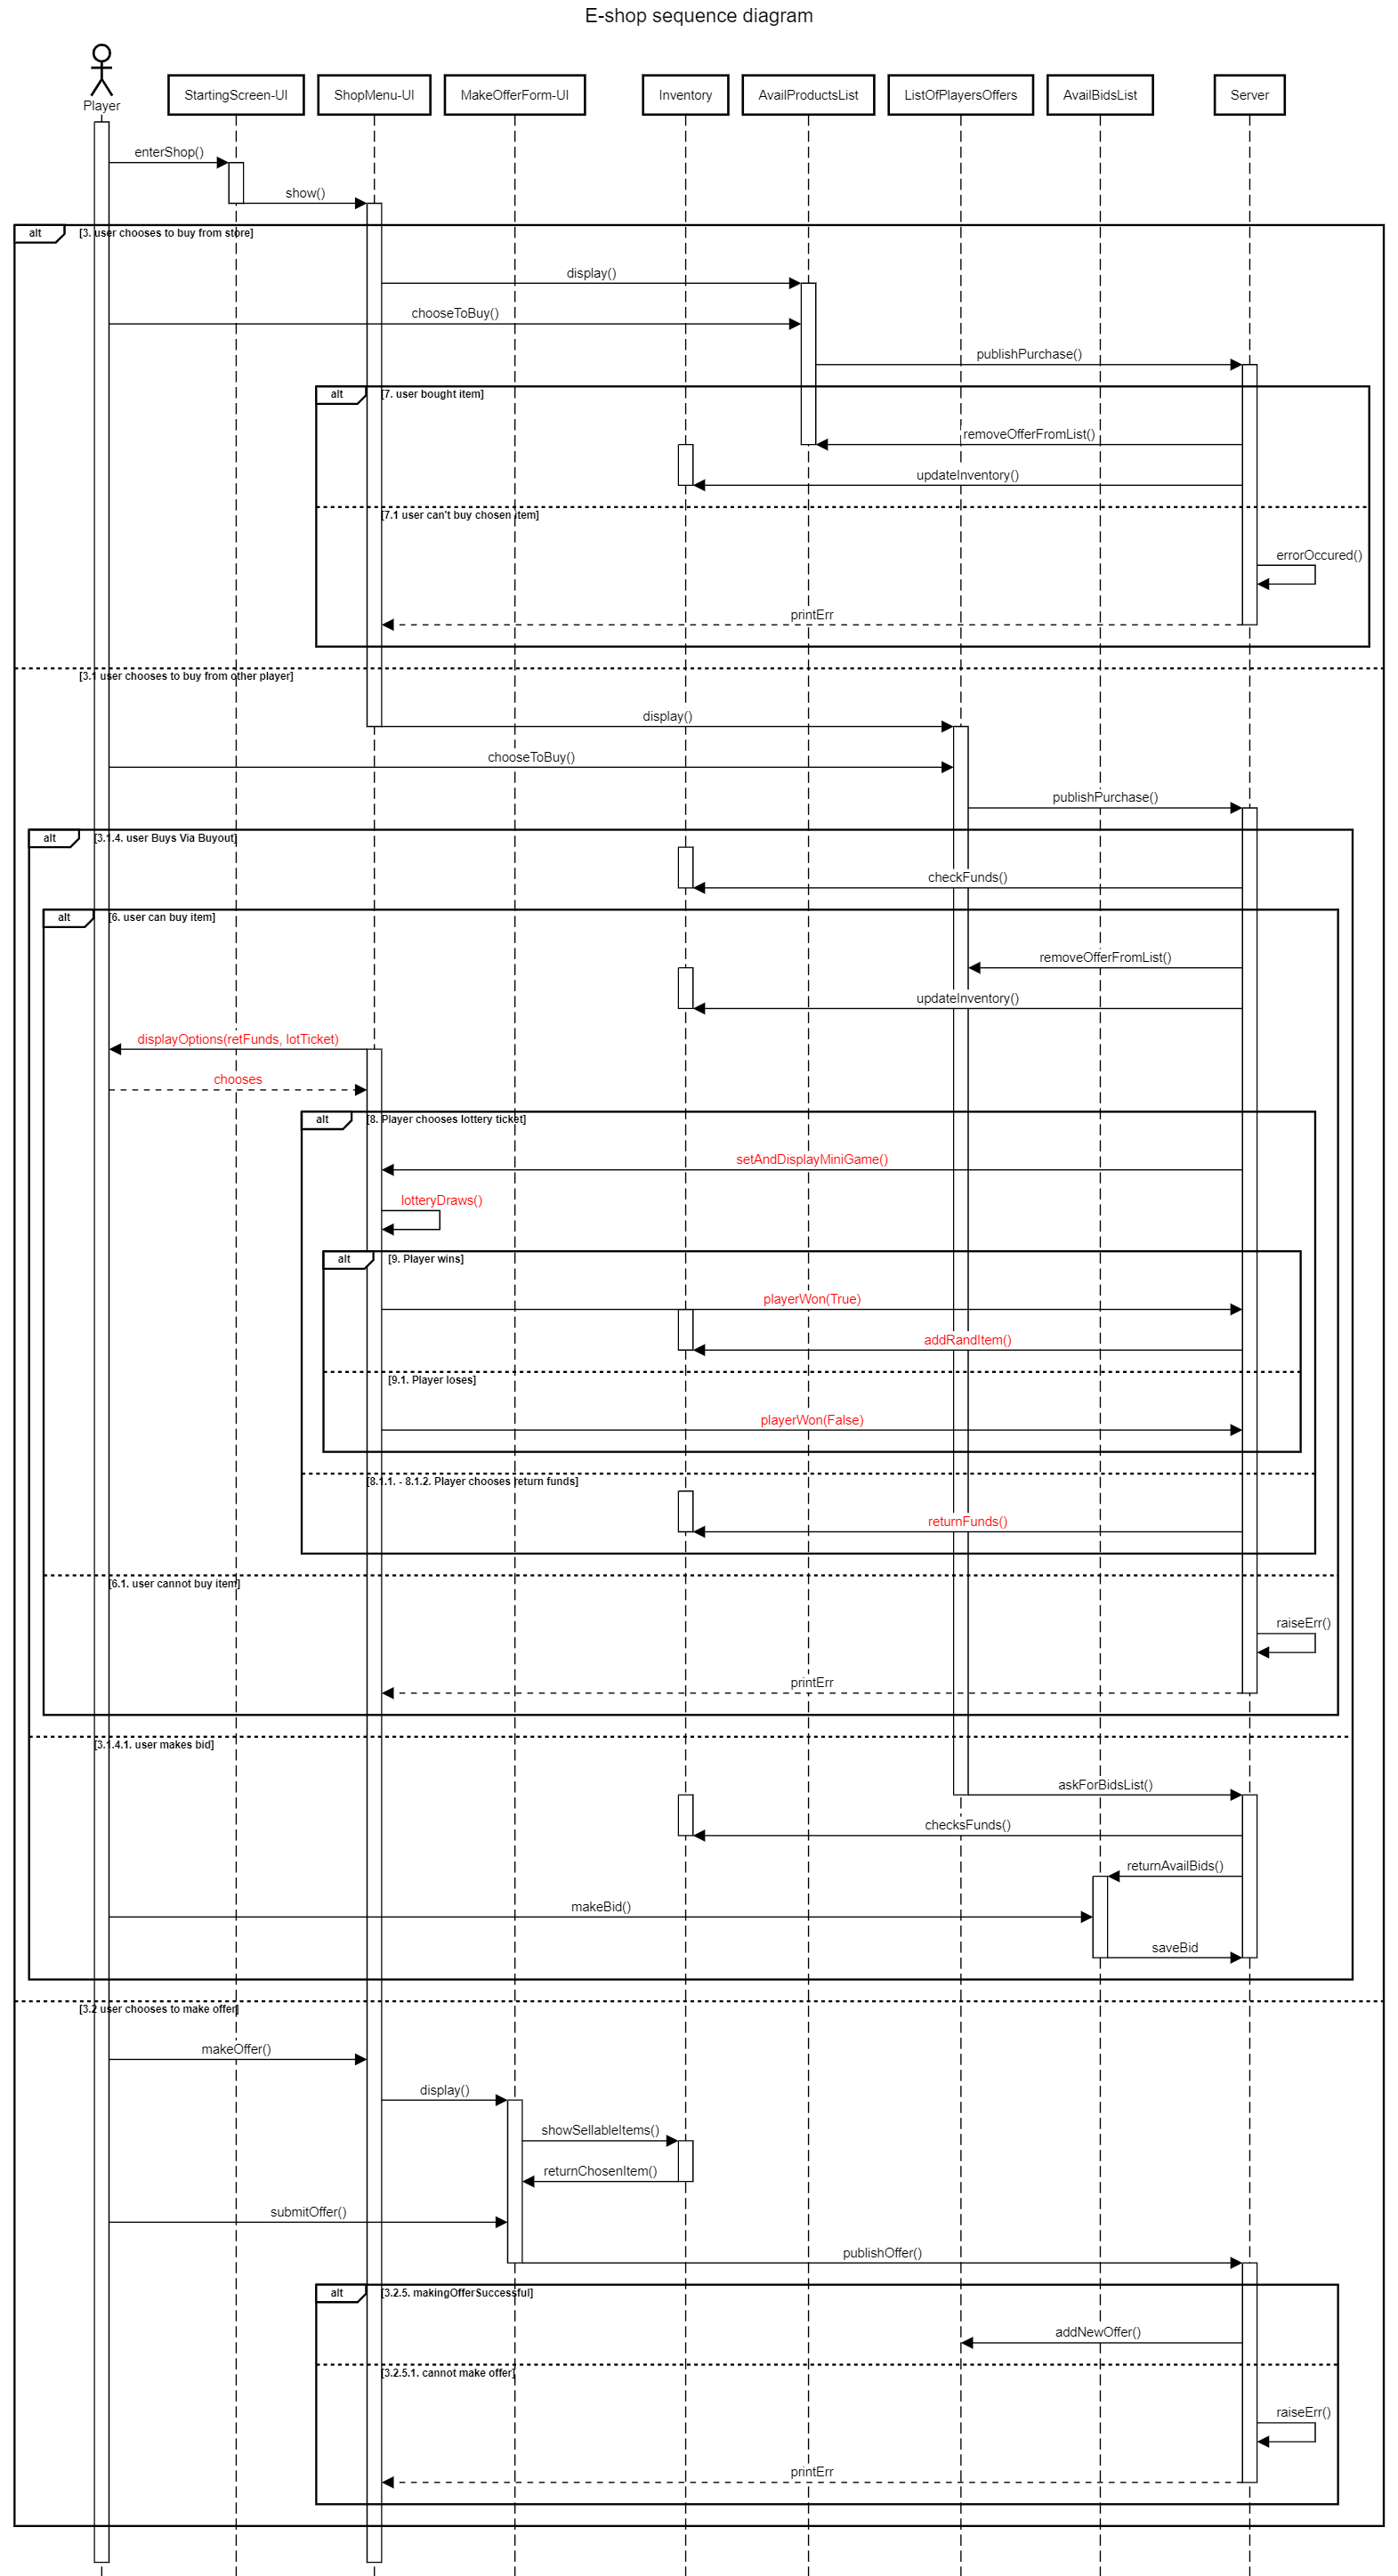 E-shop sequence diagram
Player
StartingScreen-UI
ShopMenu-UI
MakeOfferForm-UI
Inventory
AvailProductsList
ListOfPlayersOffers
AvailBidsList
Server
enterShop()
show()
alt
[3. user chooses to buy from store]
display()
chooseToBuy()
publishPurchase()
alt
[7. user bought item]
removeOfferFromList()
updateInventory()
[7.1 user can't buy chosen item]
errorOccured()
printErr
[3.1 user chooses to buy from other player]
display()
chooseToBuy()
publishPurchase()
alt
[3.1.4. user Buys Via Buyout]
checkFunds()
alt
[6. user can buy item]
removeOfferFromList()
updateInventory()
displayOptions(retFunds, lotTicket)
chooses
alt
[8. Player chooses lottery ticket]
setAndDisplayMiniGame()
lotteryDraws()
alt
[9. Player wins]
playerWon(True)
addRandItem()
[9.1. Player loses]
playerWon(False)
[8.1.1. - 8.1.2. Player chooses return funds]
returnFunds()
[6.1. user cannot buy item]
raiseErr()
printErr
[3.1.4.1. user makes bid]
askForBidsList()
checksFunds()
returnAvailBids()
makeBid()
saveBid
[3.2 user chooses to make offer]
makeOffer()
display()
showSellableItems()
returnChosenItem()
submitOffer()
publishOffer()
alt
[3.2.5. makingOfferSuccessful]
addNewOffer()
[3.2.5.1. cannot make offer]
raiseErr()
printErr